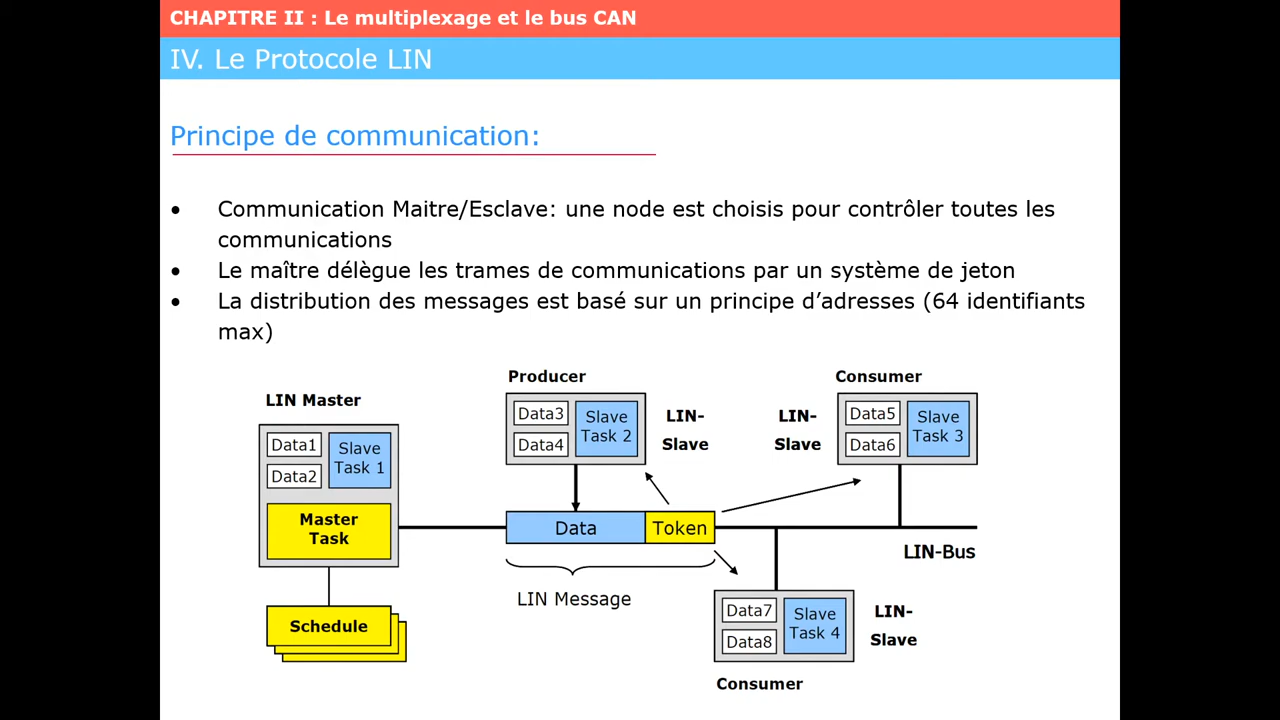 CHAPITRE II : Le multiplexage et le bus CAN
IV. Le Protocole LIN
Principe de communication:
• Communication Maitre/Esclave: une node est choisis pour contrôler toutes les
communications
• Le maître délègue les trames de communications par un système de jeton
• La distribution des messages est basé sur un principe d’adresses (64 identifiants
max)
LIN Master
Data1
Data2
Slave
Task 1
Master
Task
Schedule
Producer
Data3
Data4
Slave
Task 2
LIN-
Slave
Data
Token
LIN Message
Consumer
LIN-
Slave
Data5
Data6
Slave
Task 3
LIN-Bus
Data7
Data8
Slave
Task 4
LIN-
Slave
Consumer